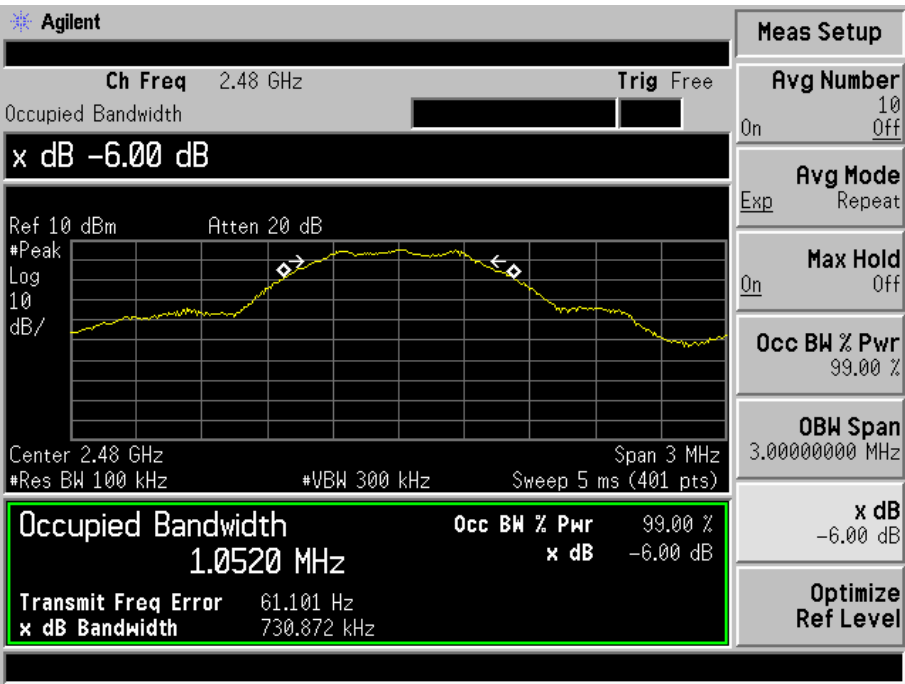 Agilent
Ch Freq 2.48 GHz Trig Free
Occupied Bandwidth
x dB -6.00 dB
Ref 10 dBm Atten 20 dB
#Peak
Log
10
dB/
Center 2.48 GHz Span 3 MHz
#Res BW 100 kHz #VBW 300 kHz Sweep 5 ms (401 pts)
Occupied Bandwidth
1.0520 MHz
Occ BW % Pwr 99.00 %
x dB -6.00 dB
Transmit Freq Error 61.101 Hz
x dB Bandwidth 730.872 kHz
Meas Setup
Avg Number
10
On Off
Avg Mode
Exp Repeat
Max Hold
On Off
Occ BW % Pwr
99.00 %
OBW Span
3.00000000 MHz
x dB
-6.00 dB
Optimize
Ref Level